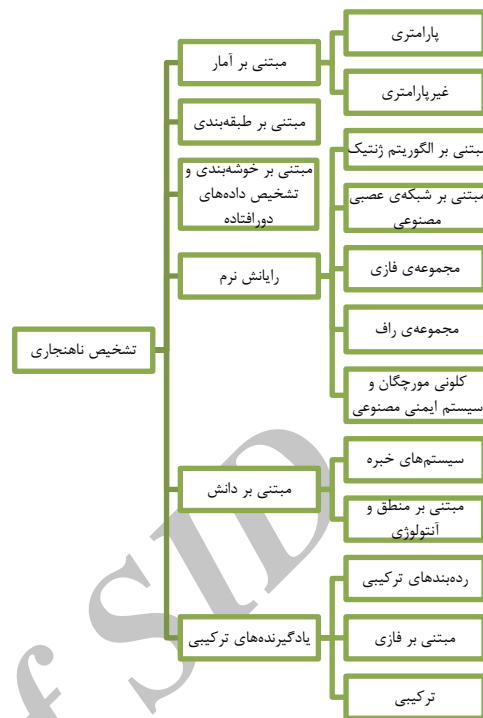 پارامتری
مبتنی بر آمار
غیرپارامتری
مبتنی بر طبقه‌بندی
مبتنی بر الگوریتم ژنتیک
مبتنی بر خوشه‌بندی و
تشخیص داده‌های
دورافتاده
مبتنی بر شبکه‌ی عصبی
مصنوعی
رایانش نرم
مجموعه‌ی فازی
مجموعه‌ی راف
تشخیص ناهنجاری
کلونی مورچگان و
سیستم ایمنی مصنوعی
سیستم‌های خبره
مبتنی بر دانش
مبتنی بر منطق و
آنتولوژی
رده‌بندهای ترکیبی
یادگیرنده‌های ترکیبی
مبتنی بر فازی
ترکیبی
f SID